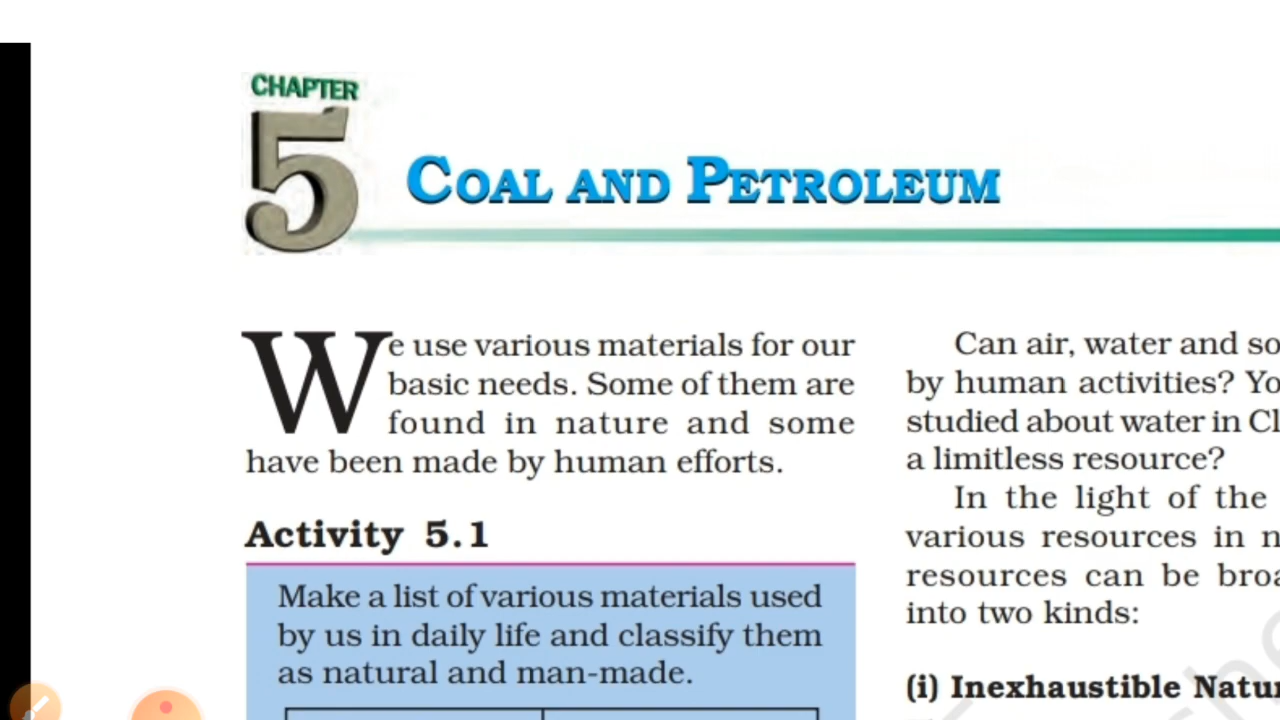 CHAPTER
5
COAL AND PETROLEUM
We use various materials for our
basic needs. Some of them are
found in nature and some
have been made by human efforts.
Activity 5.1
Make a list of various materials used
by us in daily life and classify them
as natural and man-made.
Can air, water and so
by human activities? Yo
studied about water in Cl
a limitless resource?
In the light of the
various resources in n
resources can be broa
into two kinds:
(i) Inexhaustible Natu